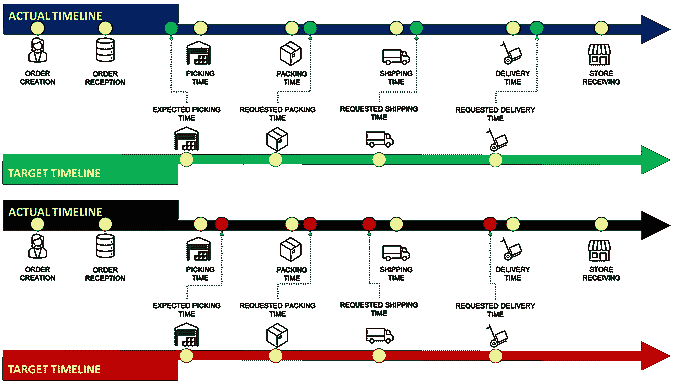 ACTUAL TIMELINE
ORDER
CREATION
ORDER
RECEPTION
PICKING
TIME
PACKING
TIME
SHIPPING
TIME
DELIVERY
TIME
STORE
RECEIVING
EXPECTED PICKING
TIME
REQUESTED PACKING
TIME
REQUESTED SHIPPING
TIME
REQUESTED DELIVERY
TIME
TARGET TIMELINE
ACTUAL TIMELINE
ORDER
CREATION
ORDER
RECEPTION
PICKING
TIME
PACKING
TIME
SHIPPING
TIME
DELIVERY
TIME
STORE
RECEIVING
EXPECTED PICKING
TIME
REQUESTED PACKING
TIME
REQUESTED SHIPPING
TIME
REQUESTED DELIVERY
TIME
TARGET TIMELINE